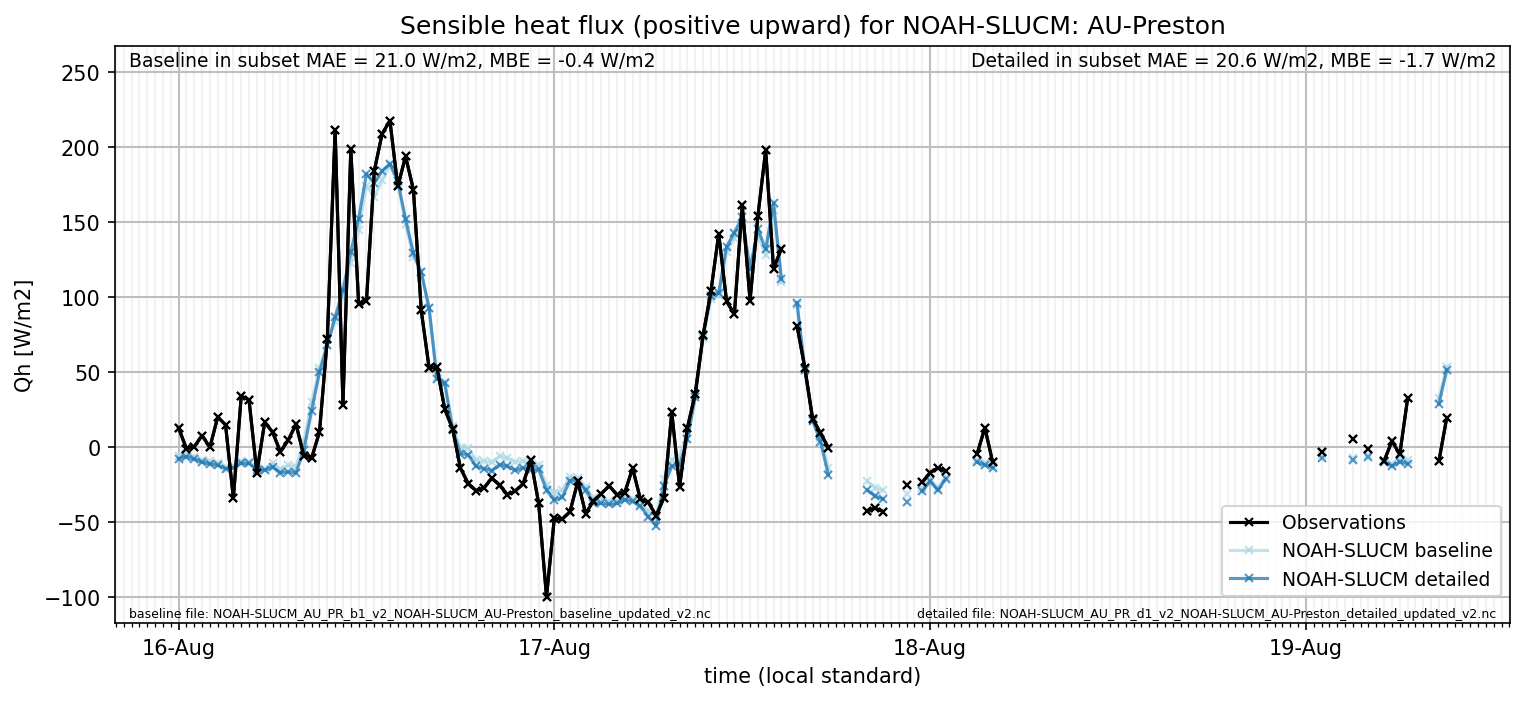 Sensible heat flux (positive upward) for NOAH-SLUCM: AU-Preston
Baseline in subset MAE = 21.0 W/m2, MBE = -0.4 W/m2
Detailed in subset MAE = 20.6 W/m2, MBE = -1.7 W/m2
Qh [W/m2]
250
200
150
100
50
0
−50
−100
Observations
NOAH-SLUCM baseline
NOAH-SLUCM detailed
baseline file: NOAH-SLUCM_AU_PR_b1_v2_NOAH-SLUCM_AU-Preston_baseline_updated_v2.nc
detailed file: NOAH-SLUCM_AU_PR_d1_v2_NOAH-SLUCM_AU-Preston_detailed_updated_v2.nc
16-Aug
17-Aug
18-Aug
19-Aug
time (local standard)